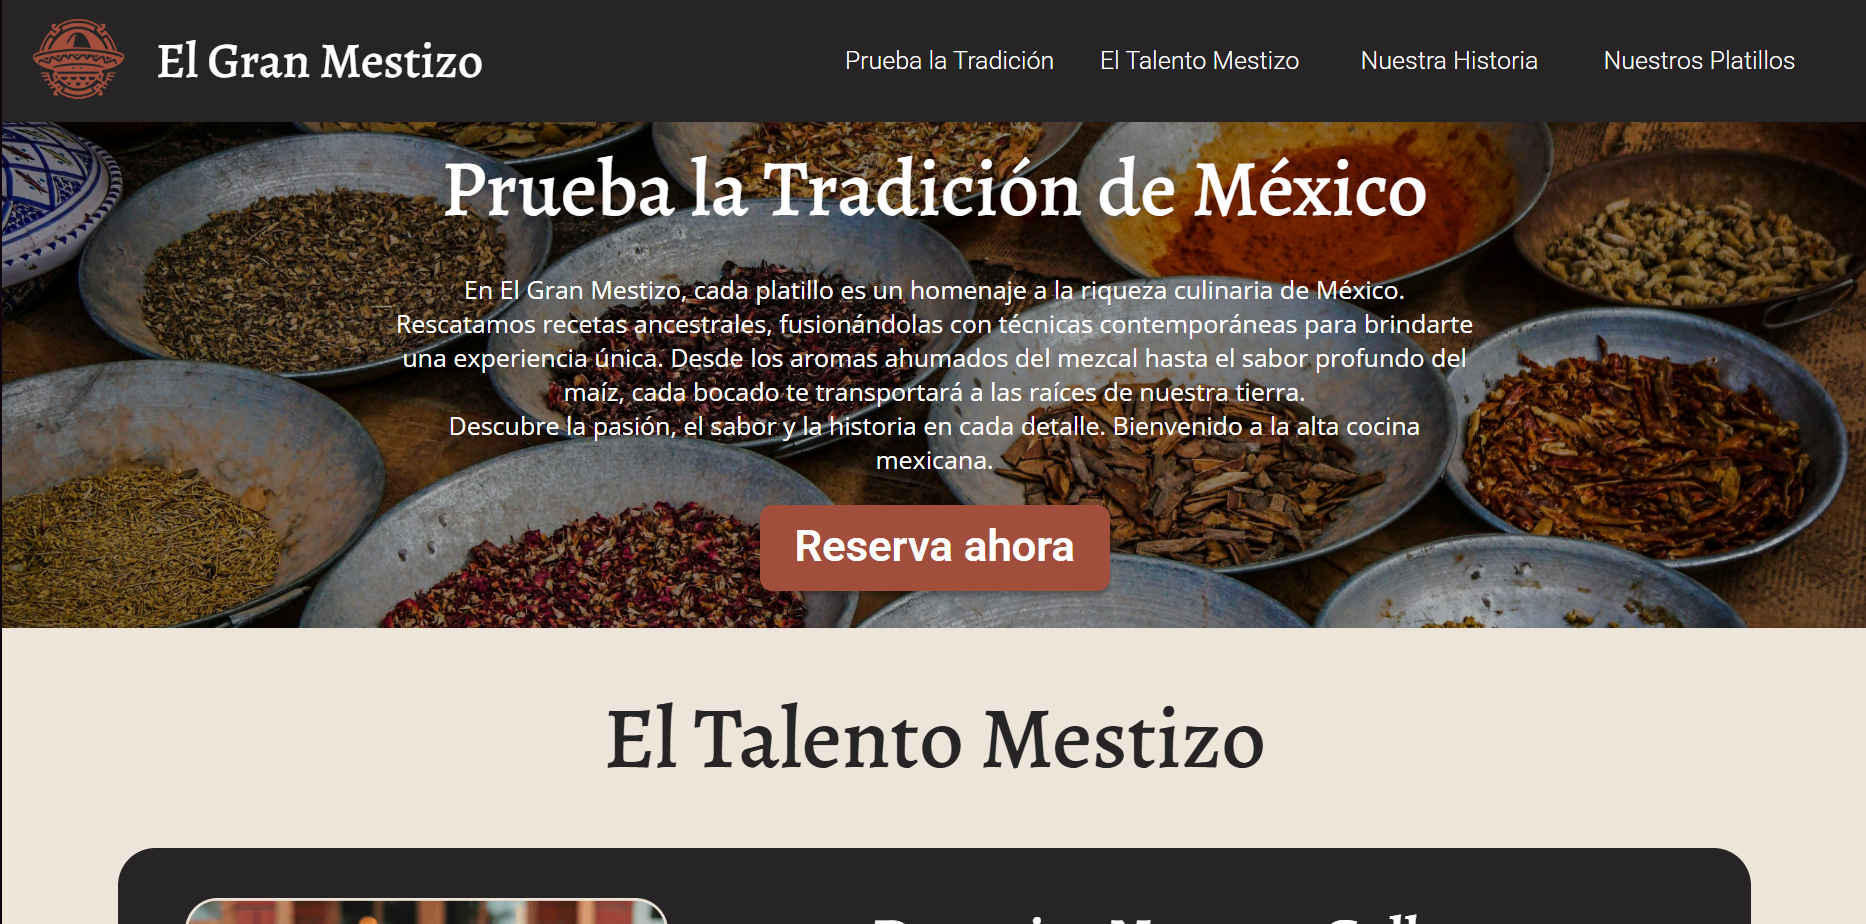 El Gran Mestizo
Prueba la Tradición
El Talento Mestizo
Nuestra Historia
Nuestros Platillos
Prueba la Tradición de México
En El Gran Mestizo, cada platillo es un homenaje a la riqueza culinaria de México.
Rescatamos recetas ancestrales, fusionándolas con técnicas contemporáneas para brindarte
una experiencia única. Desde los aromas ahumados del mezcal hasta el sabor profundo del
maíz, cada bocado te transportará a las raíces de nuestra tierra.
Descubre la pasión, el sabor y la historia en cada detalle. Bienvenido a la alta cocina
mexicana.
Reserva ahora
El Talento Mestizo